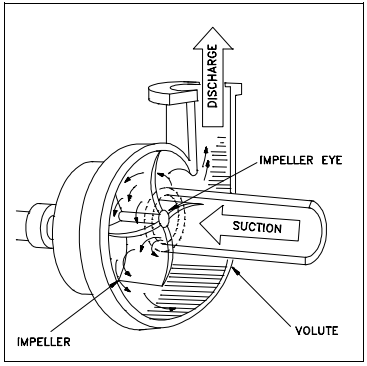 DISCHARGE
IMPELLER EYE
SUCTION
IMPELLER
VOLUTE